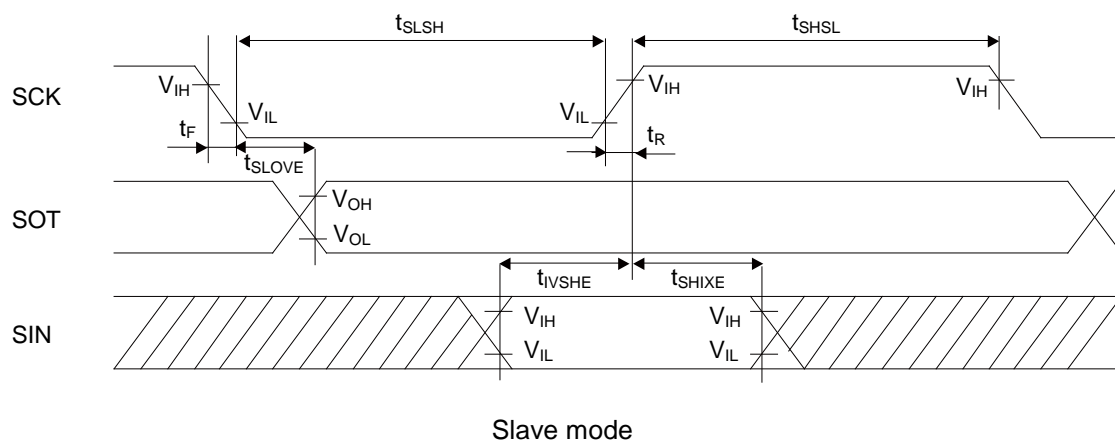 tSLSH
tSHSL
SCK
VIH
VIL
VIL
VIH
VIH
tF
tSLOVE
tR
SOT
VOH
VOL
tIVSHE
tSHIXE
SIN
VIH
VIL
VIH
VIL
Slave mode